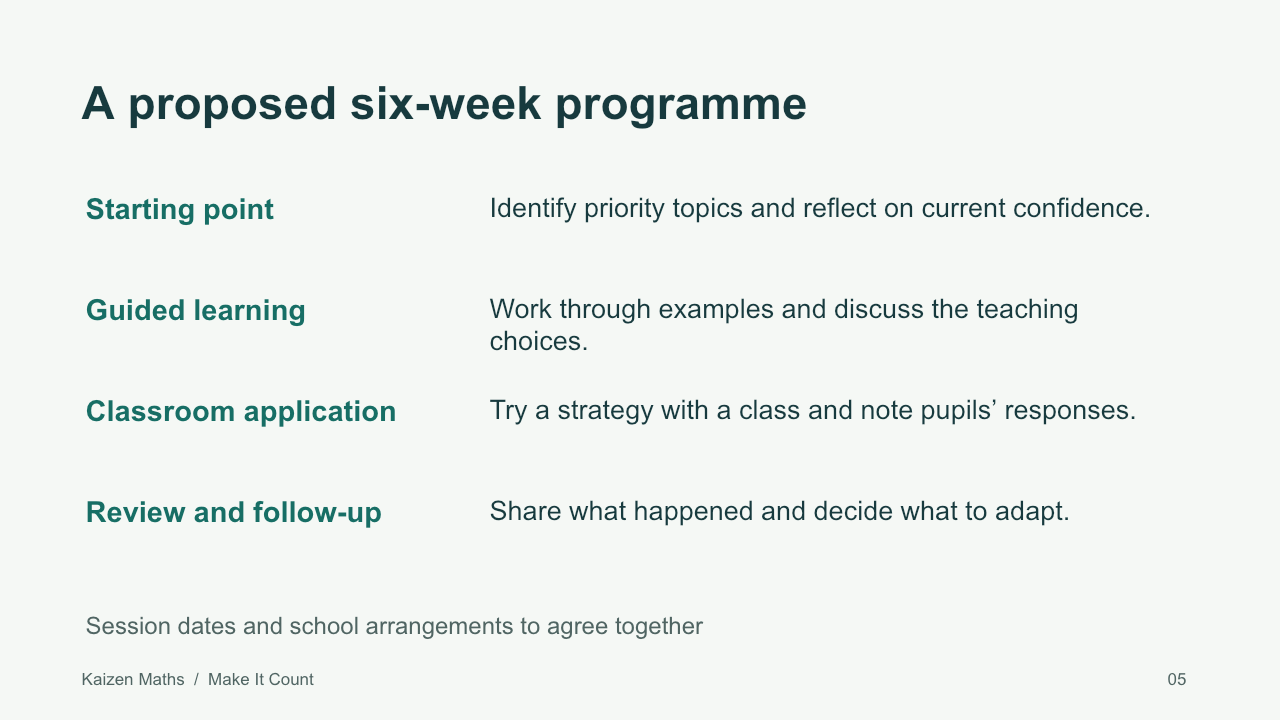 A proposed six-week programme
Starting point
Identify priority topics and reflect on current confidence.
Guided learning
Work through examples and discuss the teaching
choices.
Classroom application
Try a strategy with a class and note pupils’ responses.
Review and follow-up
Share what happened and decide what to adapt.
Session dates and school arrangements to agree together
Kaizen Maths / Make It Count
05